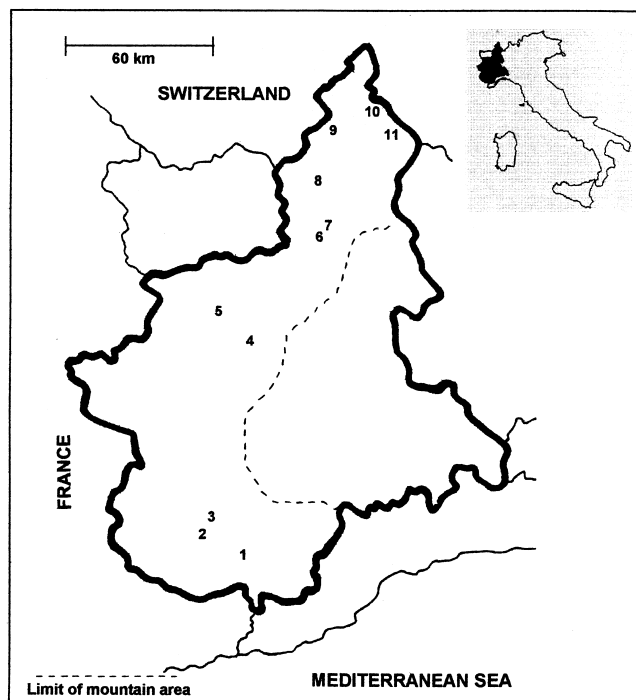 60 km
SWITZERLAND
10
9
11
8
7
6
5
4
FRANCE
3
2
1
Limit of mountain area
MEDITERRANEAN SEA